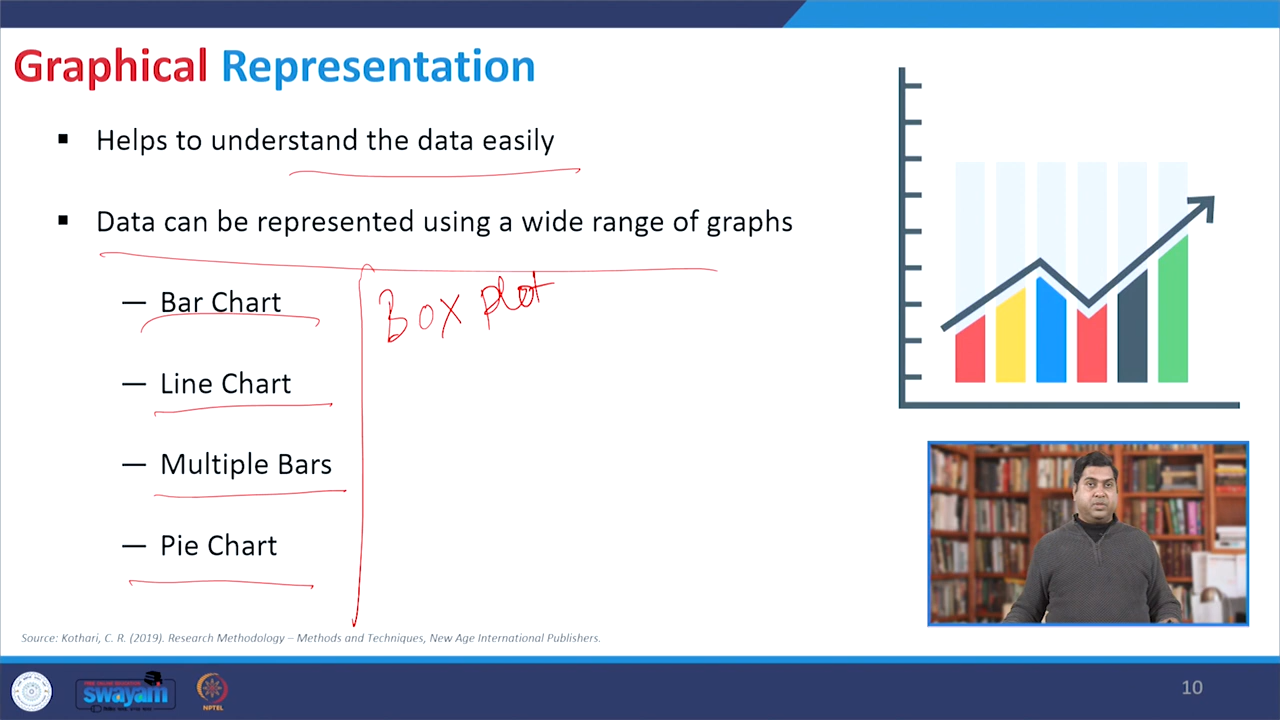 Graphical Representation
▪ Helps to understand the data easily
▪ Data can be represented using a wide range of graphs
— Bar Chart
Box plot
— Line Chart
— Multiple Bars
— Pie Chart
Source: Kothari, C. R. (2019). Research Methodology – Methods and Techniques, New Age International Publishers.
swayam
NPTEL
10